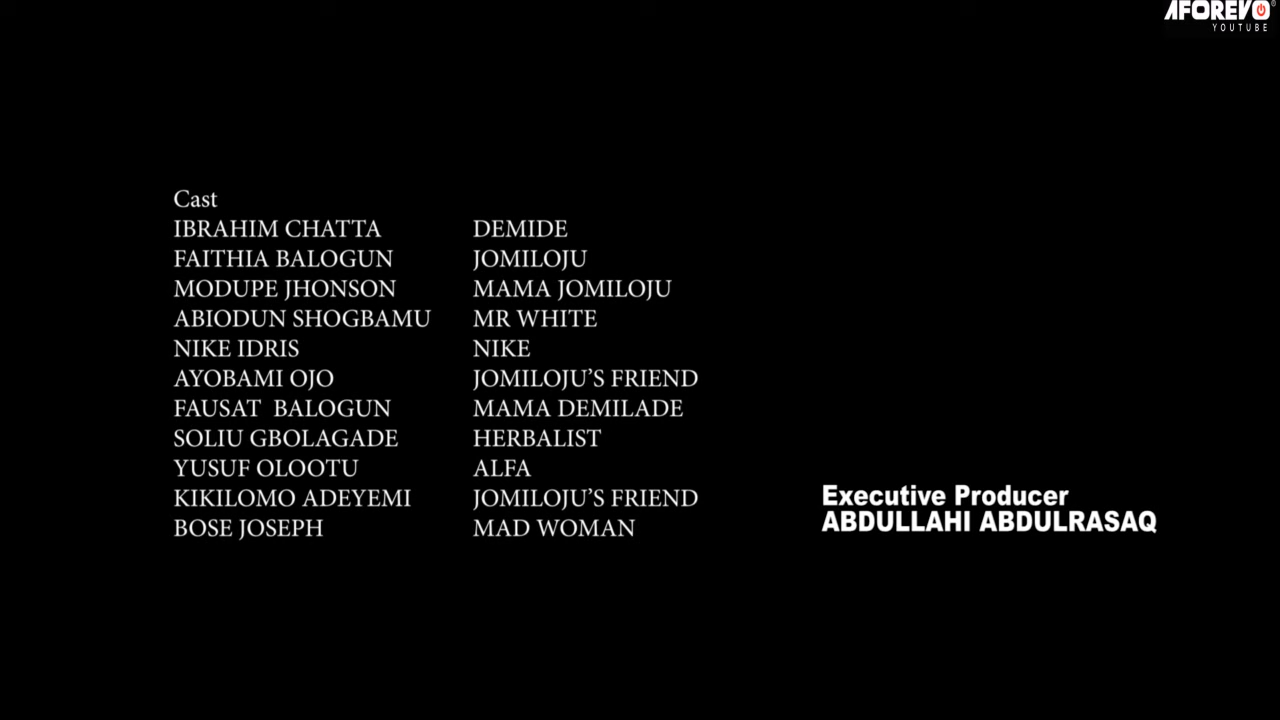 AFOREVO
YOUTUBE
Cast
IBRAHIM CHATTA DEMIDE
FAITHIA BALOGUN JOMILOJU
MODUPE JHONSON MAMA JOMILOJU
ABIODUN SHOGBAMU MR WHITE
NIKE IDRIS NIKE
AYOBAMI OJO JOMILOJU'S FRIEND
FAUSAT BALOGUN MAMA DEMILADE
SOLIU GBOLAGADE HERBALIST
YUSUF OLOOTU ALFA
KIKILOMO ADEYEMI JOMILOJU'S FRIEND
BOSE JOSEPH MAD WOMAN
Executive Producer
ABDULLAHI ABDULRASAQ